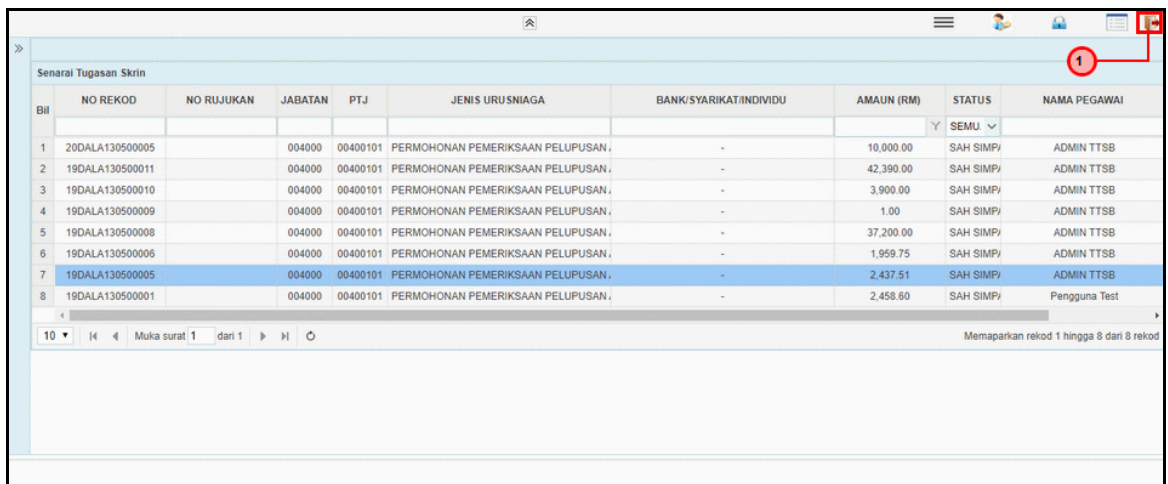 1
Senarai Tugasan Skrin
Bil NO REKOD NO RUJUKAN JABATAN PTJ JENIS URUSNIAGA BANK/SYARIKAT/INDIVIDU AMAUN (RM) STATUS NAMA PEGAWAI
SEMU
1 20DALA130500005 004000 00400101 PERMOHONAN PEMERIKSAAN PELUPUSAN - 10,000.00 SAH SIMP ADMIN TTSB
2 19DALA130500011 004000 00400101 PERMOHONAN PEMERIKSAAN PELUPUSAN - 42,390.00 SAH SIMP ADMIN TTSB
3 19DALA130500010 004000 00400101 PERMOHONAN PEMERIKSAAN PELUPUSAN - 3,900.00 SAH SIMP ADMIN TTSB
4 19DALA130500009 004000 00400101 PERMOHONAN PEMERIKSAAN PELUPUSAN - 1.00 SAH SIMP ADMIN TTSB
5 19DALA130500008 004000 00400101 PERMOHONAN PEMERIKSAAN PELUPUSAN - 37,200.00 SAH SIMP ADMIN TTSB
6 19DALA130500006 004000 00400101 PERMOHONAN PEMERIKSAAN PELUPUSAN - 1,959.75 SAH SIMP ADMIN TTSB
7 19DALA130500005 004000 00400101 PERMOHONAN PEMERIKSAAN PELUPUSAN - 2,437.51 SAH SIMP ADMIN TTSB
8 19DALA130500001 004000 00400101 PERMOHONAN PEMERIKSAAN PELUPUSAN - 2,458.60 SAH SIMP Pengguna Test
10 Muka surat 1 dari 1 Memaparkan rekod 1 hingga 8 dari 8 rekod